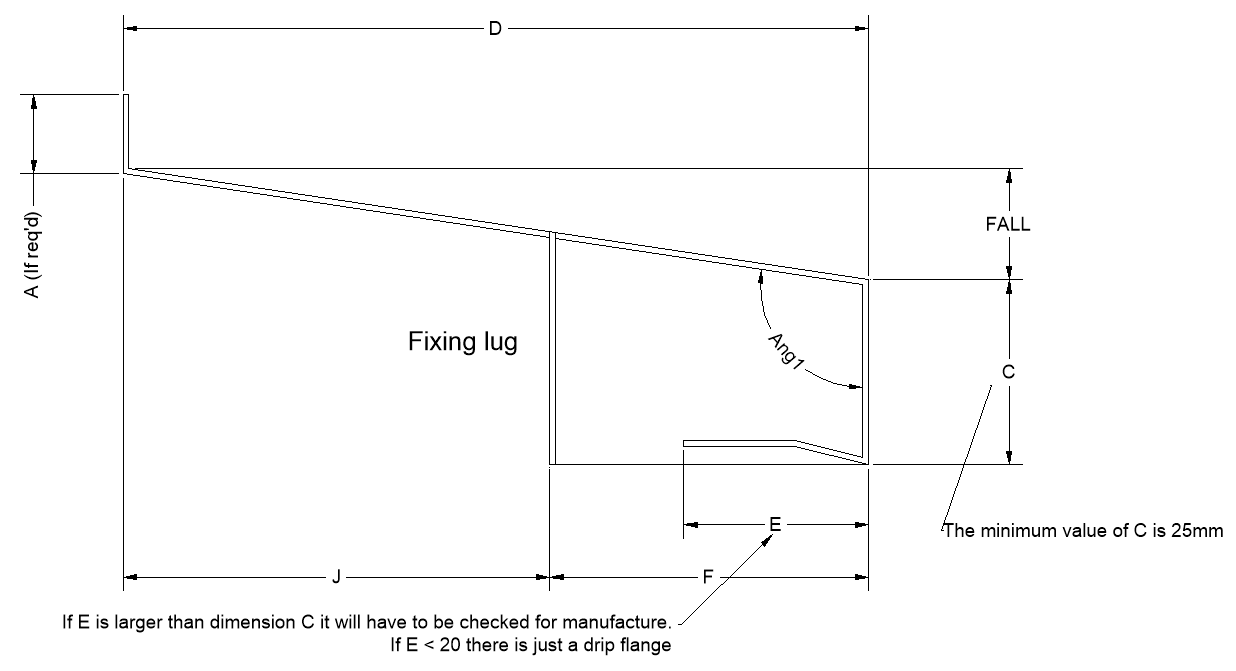 D
A (If req'd)
FALL
Fixing lug
Ang1
C
The minimum value of C is 25mm
E
J
F
If E is larger than dimension C it will have to be checked for manufacture.
If E < 20 there is just a drip flange